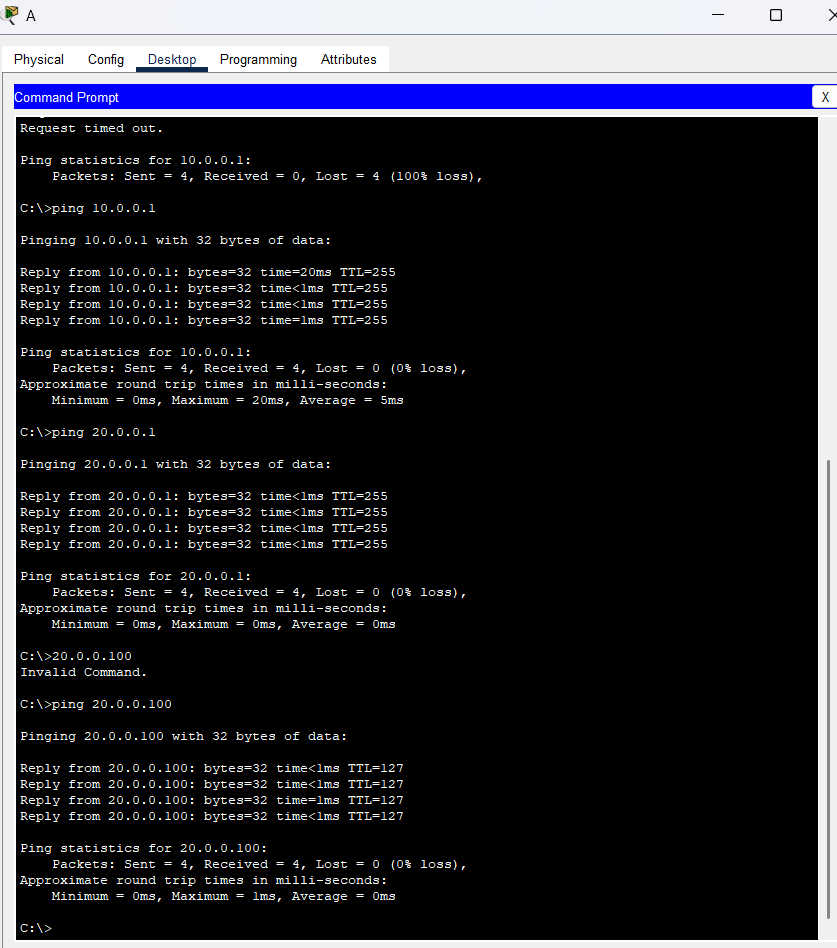 A
Physical Config Desktop Programming Attributes
Command Prompt X
Request timed out.
Ping statistics for 10.0.0.1:
    Packets: Sent = 4, Received = 0, Lost = 4 (100% loss),
C:\>ping 10.0.0.1
Pinging 10.0.0.1 with 32 bytes of data:
Reply from 10.0.0.1: bytes=32 time=20ms TTL=255
Reply from 10.0.0.1: bytes=32 time<1ms TTL=255
Reply from 10.0.0.1: bytes=32 time<1ms TTL=255
Reply from 10.0.0.1: bytes=32 time=1ms TTL=255
Ping statistics for 10.0.0.1:
    Packets: Sent = 4, Received = 4, Lost = 0 (0% loss),
Approximate round trip times in milli-seconds:
    Minimum = 0ms, Maximum = 20ms, Average = 5ms
C:\>ping 20.0.0.1
Pinging 20.0.0.1 with 32 bytes of data:
Reply from 20.0.0.1: bytes=32 time<1ms TTL=255
Reply from 20.0.0.1: bytes=32 time<1ms TTL=255
Reply from 20.0.0.1: bytes=32 time<1ms TTL=255
Reply from 20.0.0.1: bytes=32 time<1ms TTL=255
Ping statistics for 20.0.0.1:
    Packets: Sent = 4, Received = 4, Lost = 0 (0% loss),
Approximate round trip times in milli-seconds:
    Minimum = 0ms, Maximum = 0ms, Average = 0ms
C:\>20.0.0.100
Invalid Command.
C:\>ping 20.0.0.100
Pinging 20.0.0.100 with 32 bytes of data:
Reply from 20.0.0.100: bytes=32 time<1ms TTL=127
Reply from 20.0.0.100: bytes=32 time<1ms TTL=127
Reply from 20.0.0.100: bytes=32 time=1ms TTL=127
Reply from 20.0.0.100: bytes=32 time<1ms TTL=127
Ping statistics for 20.0.0.100:
    Packets: Sent = 4, Received = 4, Lost = 0 (0% loss),
Approximate round trip times in milli-seconds:
    Minimum = 0ms, Maximum = 1ms, Average = 0ms
C:\>